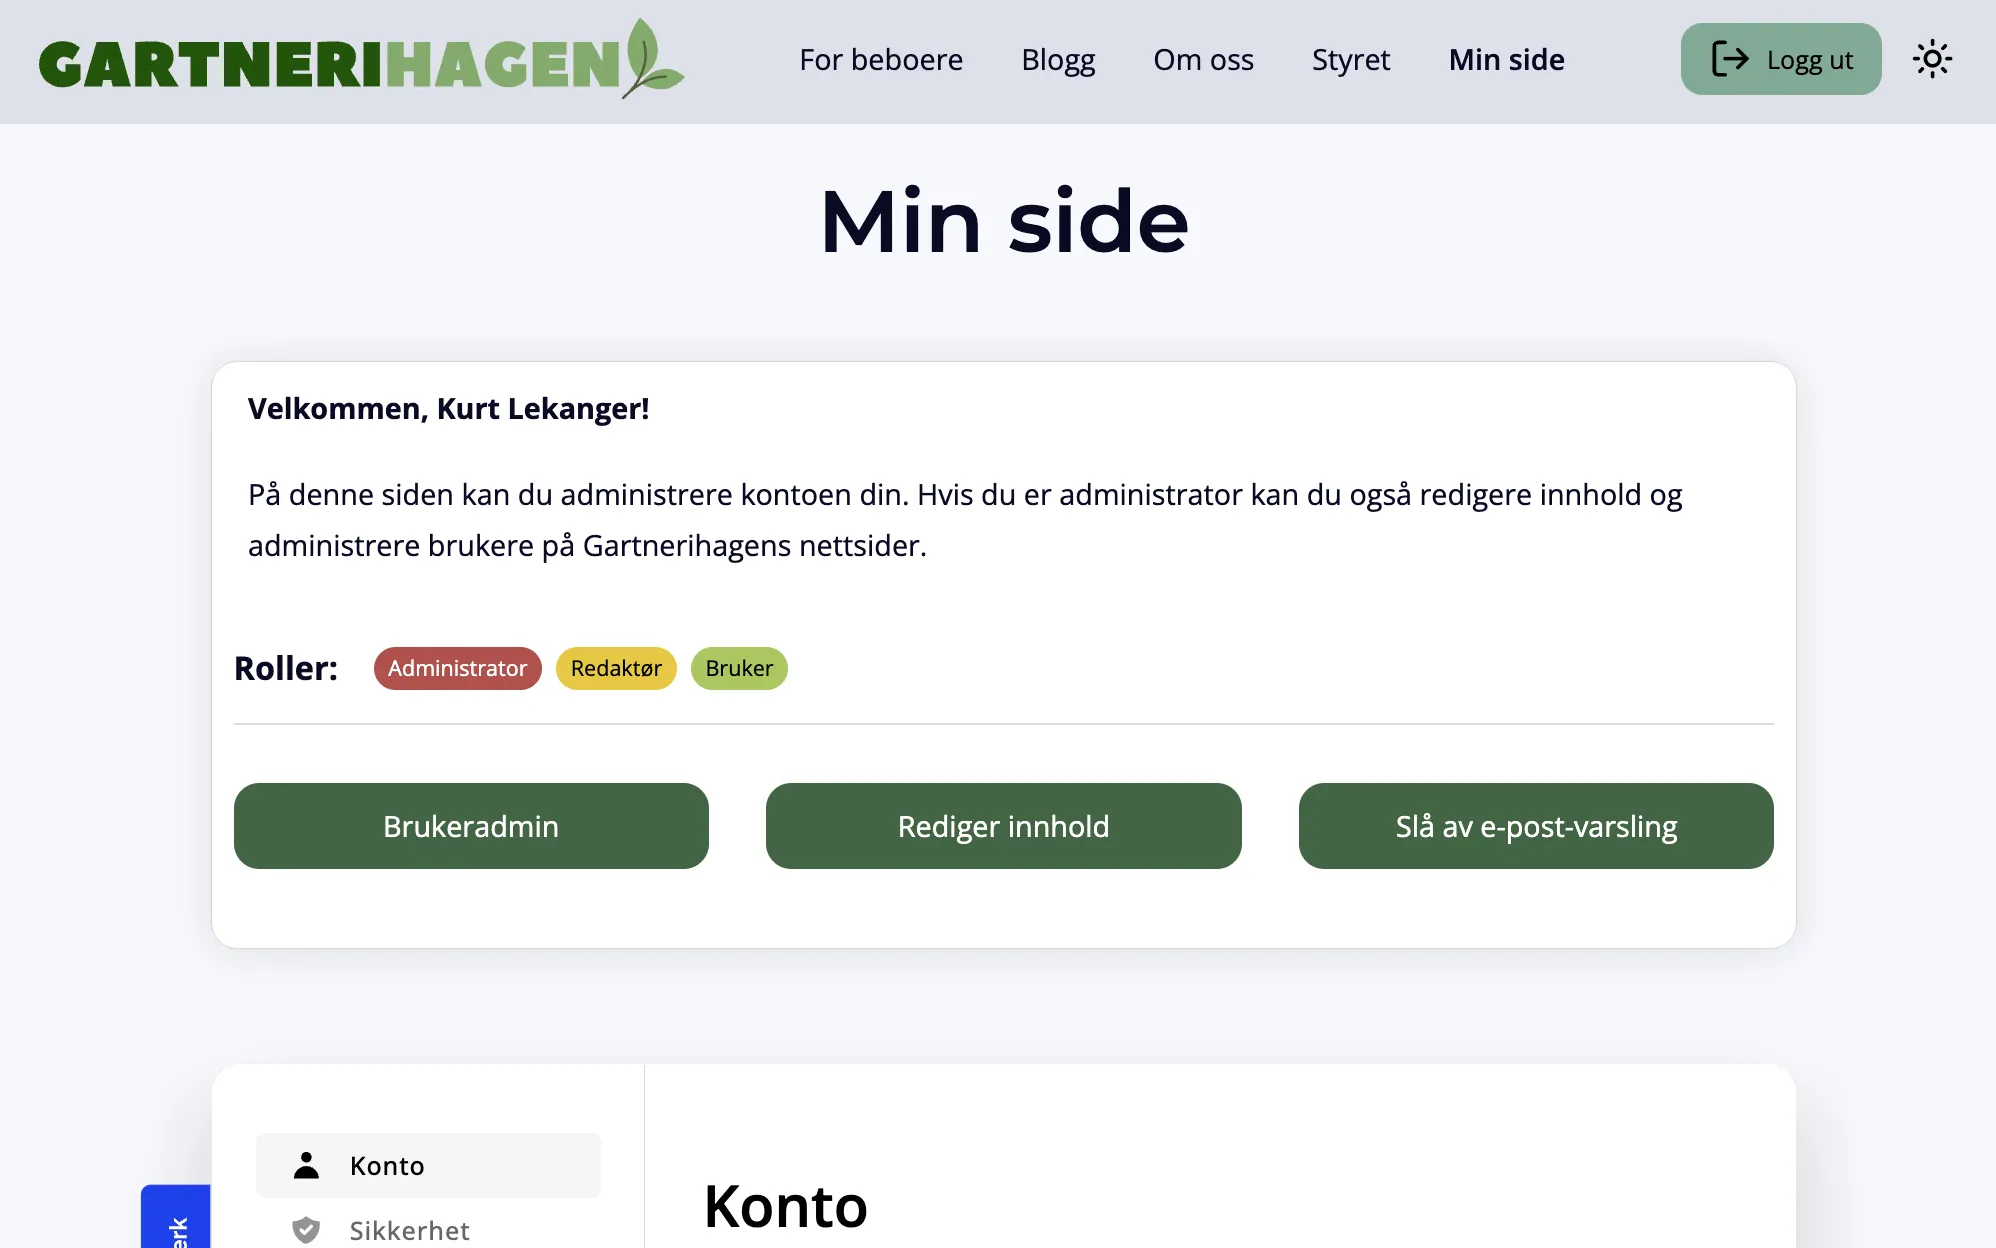 GARTNERIHAGEN
For beboere
Blogg
Om oss
Styret
Min side
Logg ut
Min side
Velkommen, Kurt Lekanger!
På denne siden kan du administrere kontoen din. Hvis du er administrator kan du også redigere innhold og
administrere brukere på Gartnerihagens nettsider.
Roller:
Administrator
Redaktør
Bruker
Brukeradmin
Rediger innhold
Slå av e-post-varsling
Konto
Sikkerhet
Konto